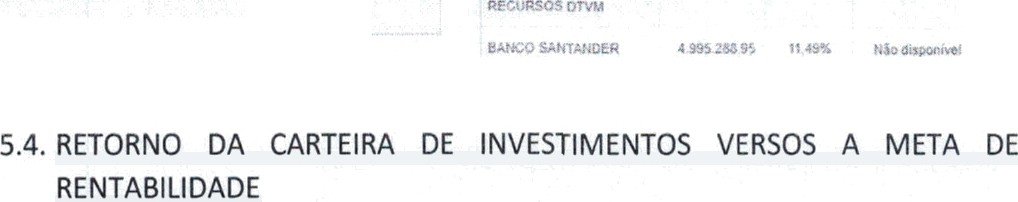 RECURSOS DTVM
BANCO SANTANDER 4.995.288,95 11,49% Não disponível
5.4. RETORNO DA CARTEIRA DE INVESTIMENTOS VERSOS A META DE
RENTABILIDADE